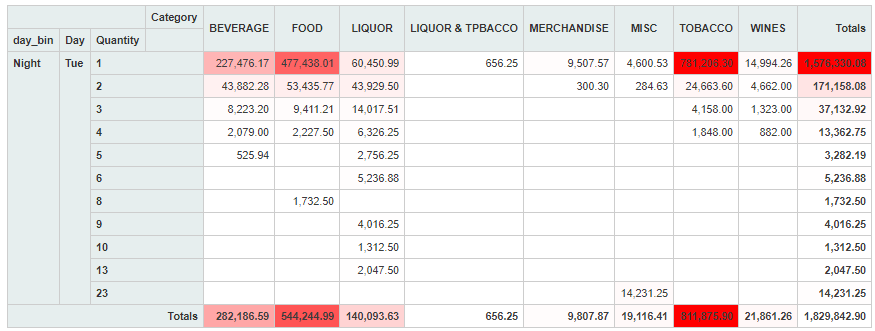 Category BEVERAGE FOOD LIQUOR LIQUOR & TPBACCO MERCHANDISE MISC TOBACCO WINES Totals
day_bin Day Quantity
Night Tue 1 227,476.17 477,438.01 60,450.99 656.25 9,507.57 4,600.53 781,206.30 14,994.26 1,576,330.08
2 43,882.28 53,435.77 43,929.50 300.30 284.63 24,663.60 4,662.00 171,158.08
3 8,223.20 9,411.21 14,017.51 4,158.00 1,323.00 37,132.92
4 2,079.00 2,227.50 6,326.25 1,848.00 882.00 13,362.75
5 525.94 2,756.25 3,282.19
6 5,236.88 5,236.88
8 1,732.50 1,732.50
9 4,016.25 4,016.25
10 1,312.50 1,312.50
13 2,047.50 2,047.50
23 14,231.25 14,231.25
Totals 282,186.59 544,244.99 140,093.63 656.25 9,807.87 19,116.41 811,875.90 21,861.26 1,829,842.90